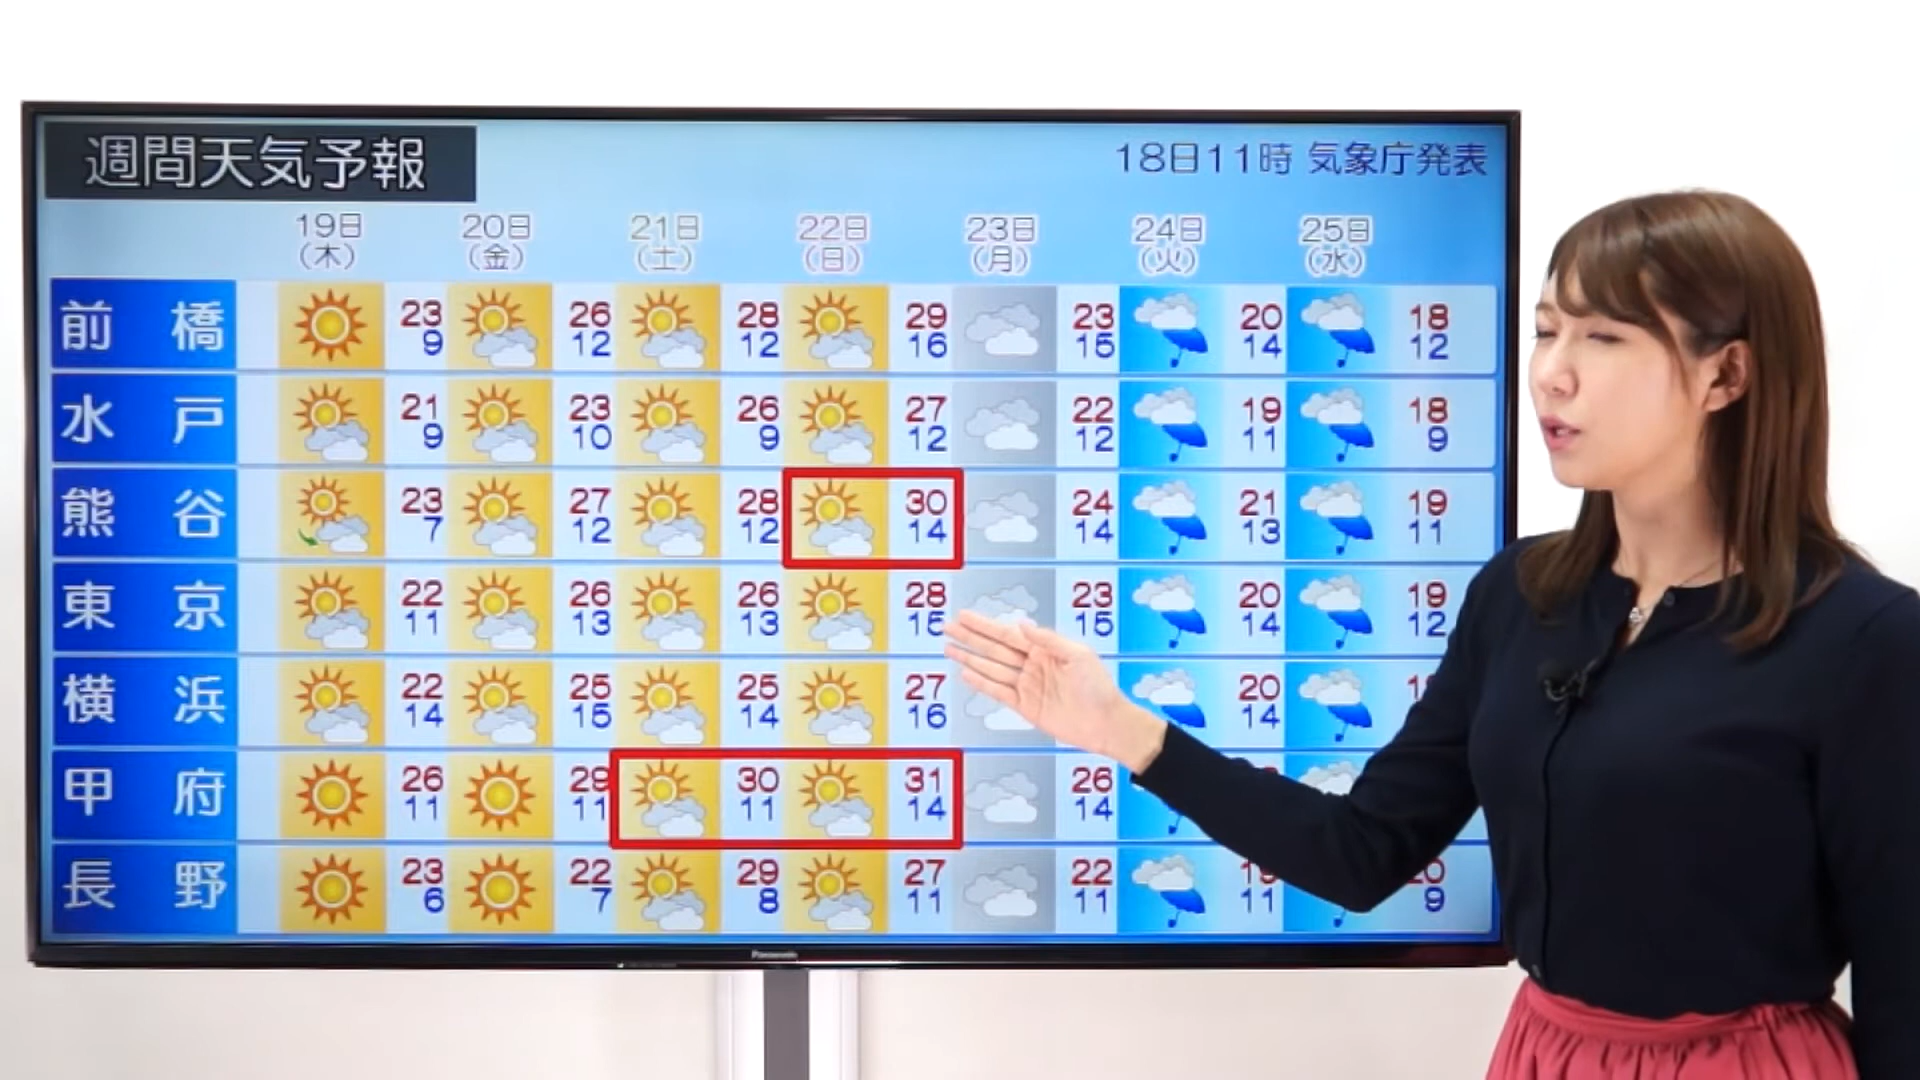 週間天気予報
18日11時 気象庁発表
19日 20日 21日 22日 23日 24日 25日
(木) (金) (土) (日) (月) (火) (水)
前橋 23 26 28 29 23 20 18
9 12 12 16 15 14 12
水戸 21 23 26 27 22 19 18
9 10 9 12 12 11 9
熊谷 23 27 28 30 24 21 19
7 12 12 14 14 13 11
東京 22 26 26 28 23 20 19
11 13 13 15 15 14 12
横浜 22 25 25 27 20
14 15 14 16 14
甲府 26 29 30 31 26
11 11 11 14 14
長野 23 22 29 27 22 20
6 7 8 11 11 11 9
Panasonic